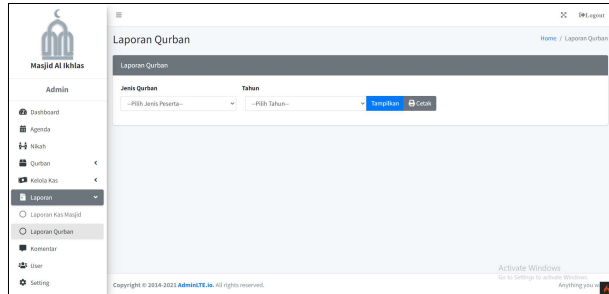 Masjid Al Ikhlas
Admin
Dashboard
Agenda
Nikah
Qurban
Kelola Kas
Laporan
Laporan Kas Masjid
Laporan Qurban
Komentar
User
Setting
Logout
Laporan Qurban
Home / Laporan Qurban
Laporan Qurban
Jenis Qurban Tahun
--Pilih Jenis Peserta-- --Pilih Tahun-- Tampilkan Cetak
Activate Windows
Go to Settings to activate Windows.
Copyright © 2014-2021 AdminLTE.io. All rights reserved.
Anything you